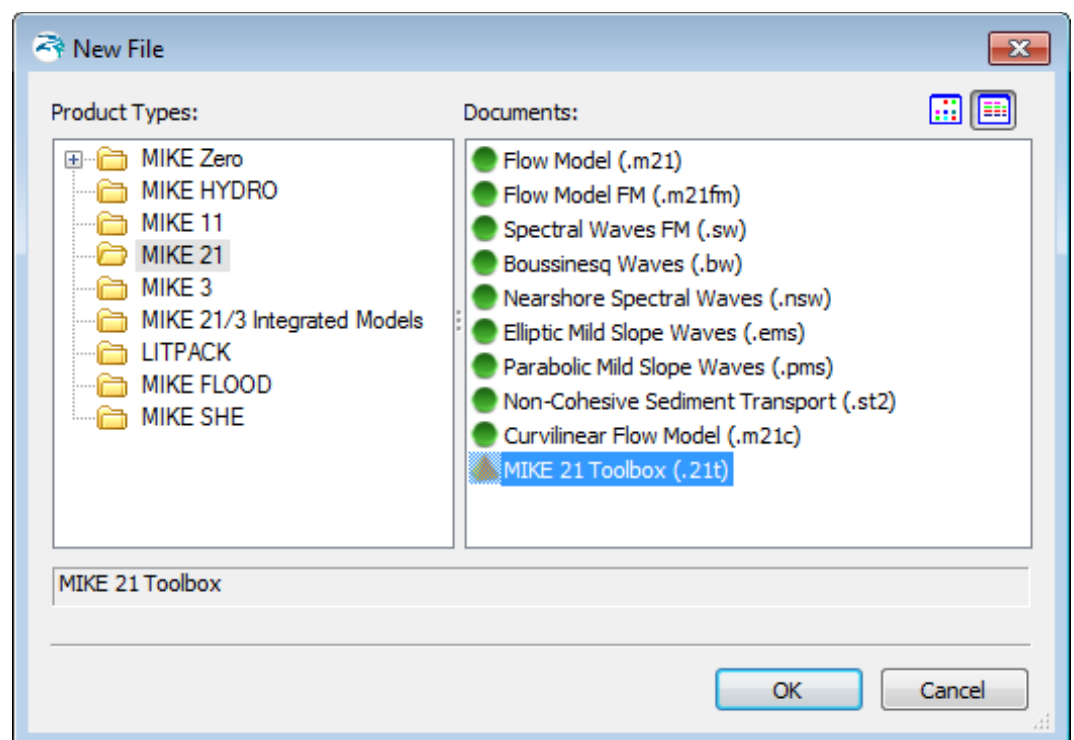 New File
Product Types:
Documents:
MIKE Zero
MIKE HYDRO
MIKE 11
MIKE 21
MIKE 3
MIKE 21/3 Integrated Models
LITPACK
MIKE FLOOD
MIKE SHE
Flow Model (.m21)
Flow Model FM (.m21fm)
Spectral Waves FM (.sw)
Boussinesq Waves (.bw)
Nearshore Spectral Waves (.nsw)
Elliptic Mild Slope Waves (.ems)
Parabolic Mild Slope Waves (.pms)
Non-Cohesive Sediment Transport (.st2)
Curvilinear Flow Model (.m21c)
MIKE 21 Toolbox (.21t)
MIKE 21 Toolbox
OK
Cancel